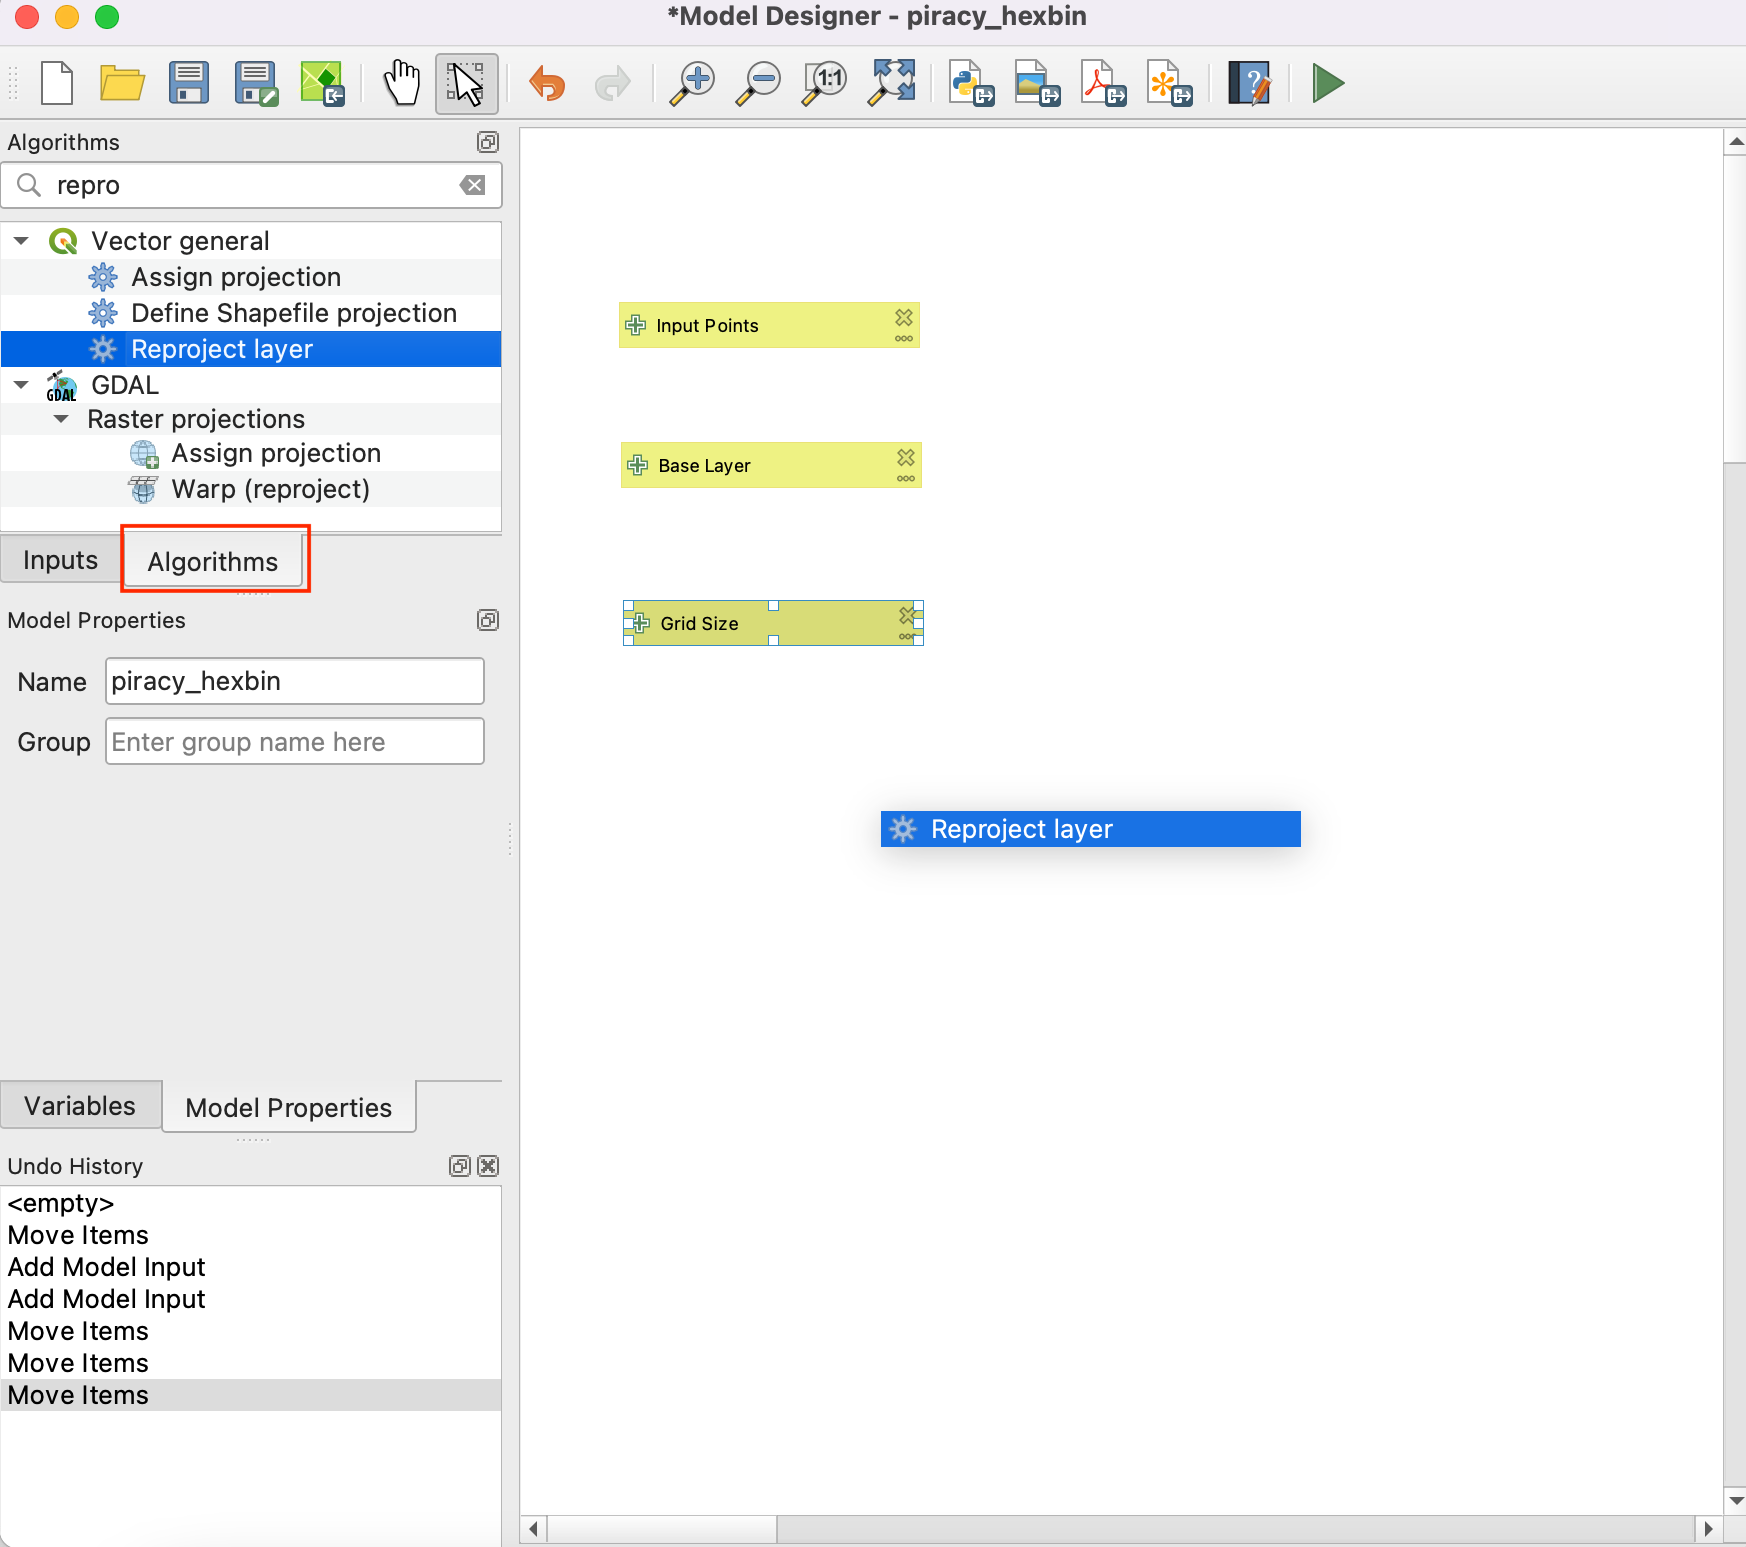 *Model Designer - piracy_hexbin
1:1
Algorithms
repro
Vector general
Assign projection
Define Shapefile projection
Reproject layer
GDAL
GDAL
Raster projections
Assign projection
Warp (reproject)
Inputs
Algorithms
Model Properties
Name
piracy_hexbin
Group
Enter group name here
Variables
Model Properties
Undo History
<empty>
Move Items
Add Model Input
Add Model Input
Move Items
Move Items
Move Items
Input Points
Base Layer
Grid Size
Reproject layer